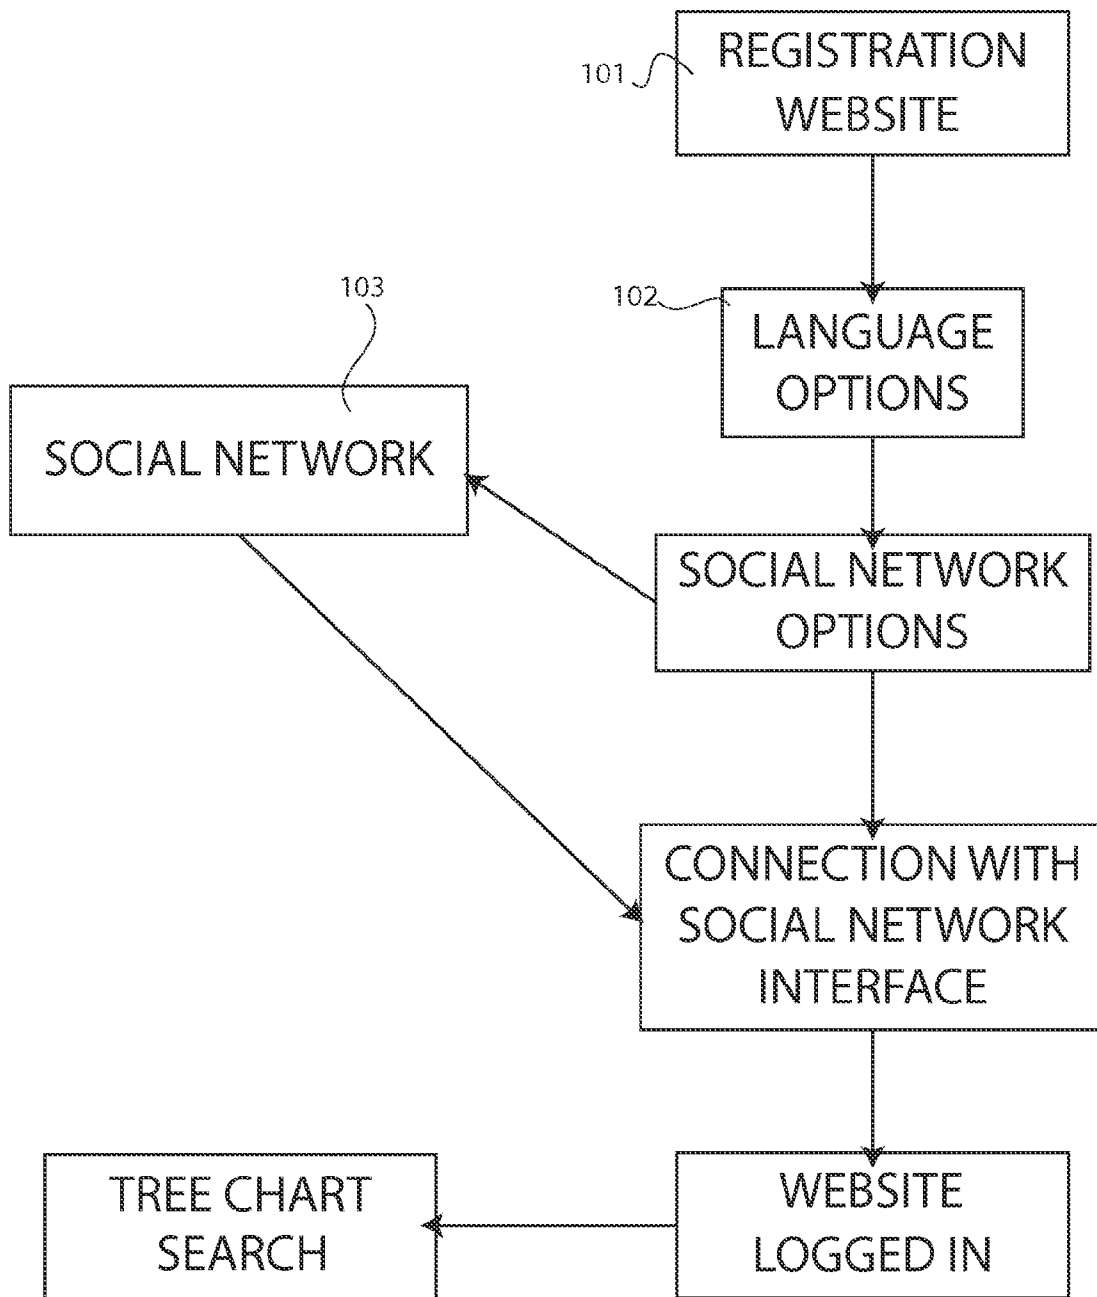 REGISTRATION
WEBSITE
101
102
LANGUAGE
OPTIONS
103
SOCIAL NETWORK
SOCIAL NETWORK
OPTIONS
CONNECTION WITH
SOCIAL NETWORK
INTERFACE
WEBSITE
LOGGED IN
TREE CHART
SEARCH